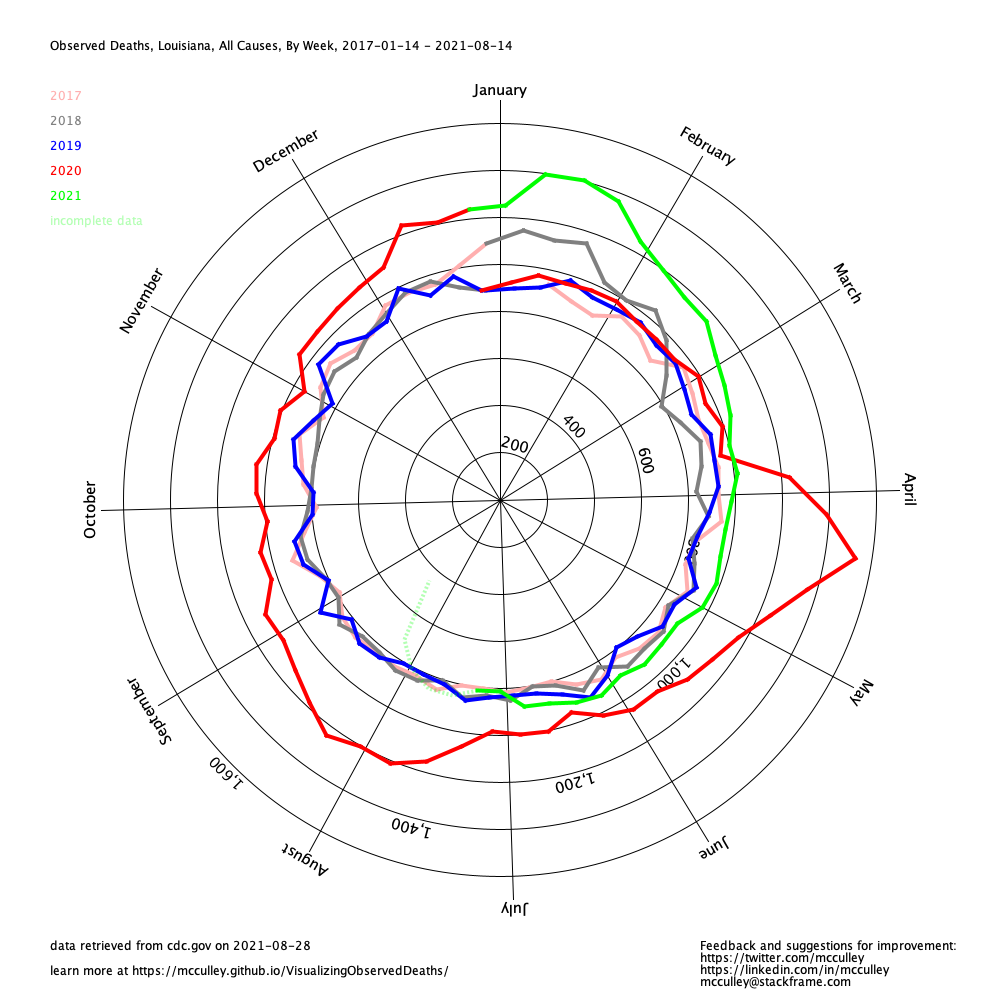 Observed Deaths, Louisiana, All Causes, By Week, 2017-01-14 - 2021-08-14
January
2017
2018
2019
2020
2021
incomplete data
December
February
November
March
200
400
600
October
April
1,000
September
May
1,600
1,200
1,400
August
June
July
data retrieved from cdc.gov on 2021-08-28
learn more at https://mcculley.github.io/VisualizingObservedDeaths/
Feedback and suggestions for improvement:
https://twitter.com/mcculley
https://linkedin.com/in/mcculley
mcculley@stackframe.com